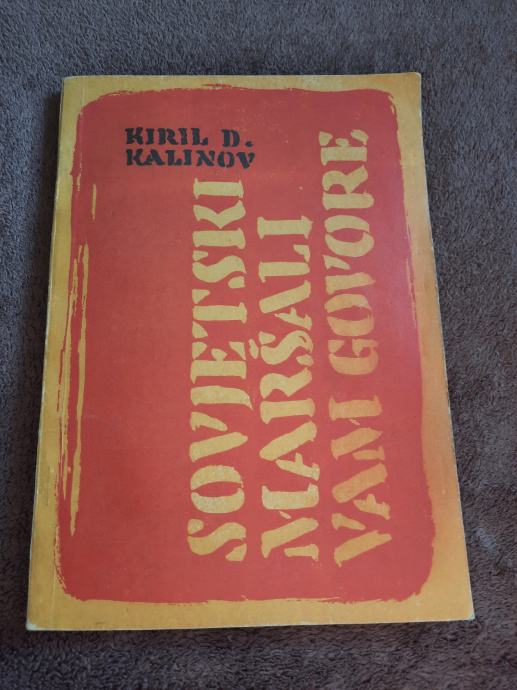 KIRIL D.
KALINOV
SOVJETSKI
MARŠALI
VAM GOVORE